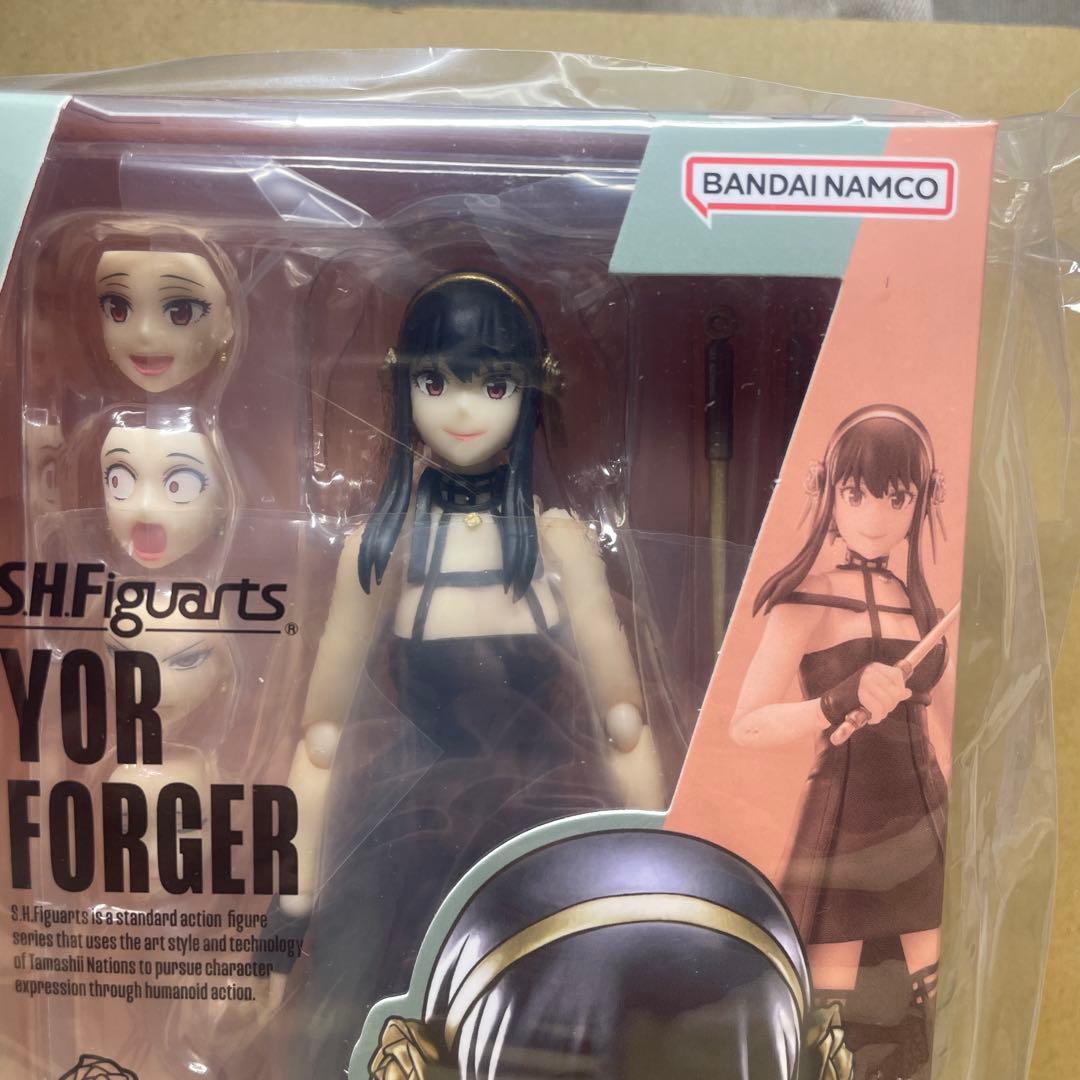 BANDAI NAMCO
S.H.Figuarts
®
YOR
FORGER
S.H.Figuarts is a standard action figure
series that uses the art style and technology
of Tamashii Nations to pursue character
expression through humanoid action.